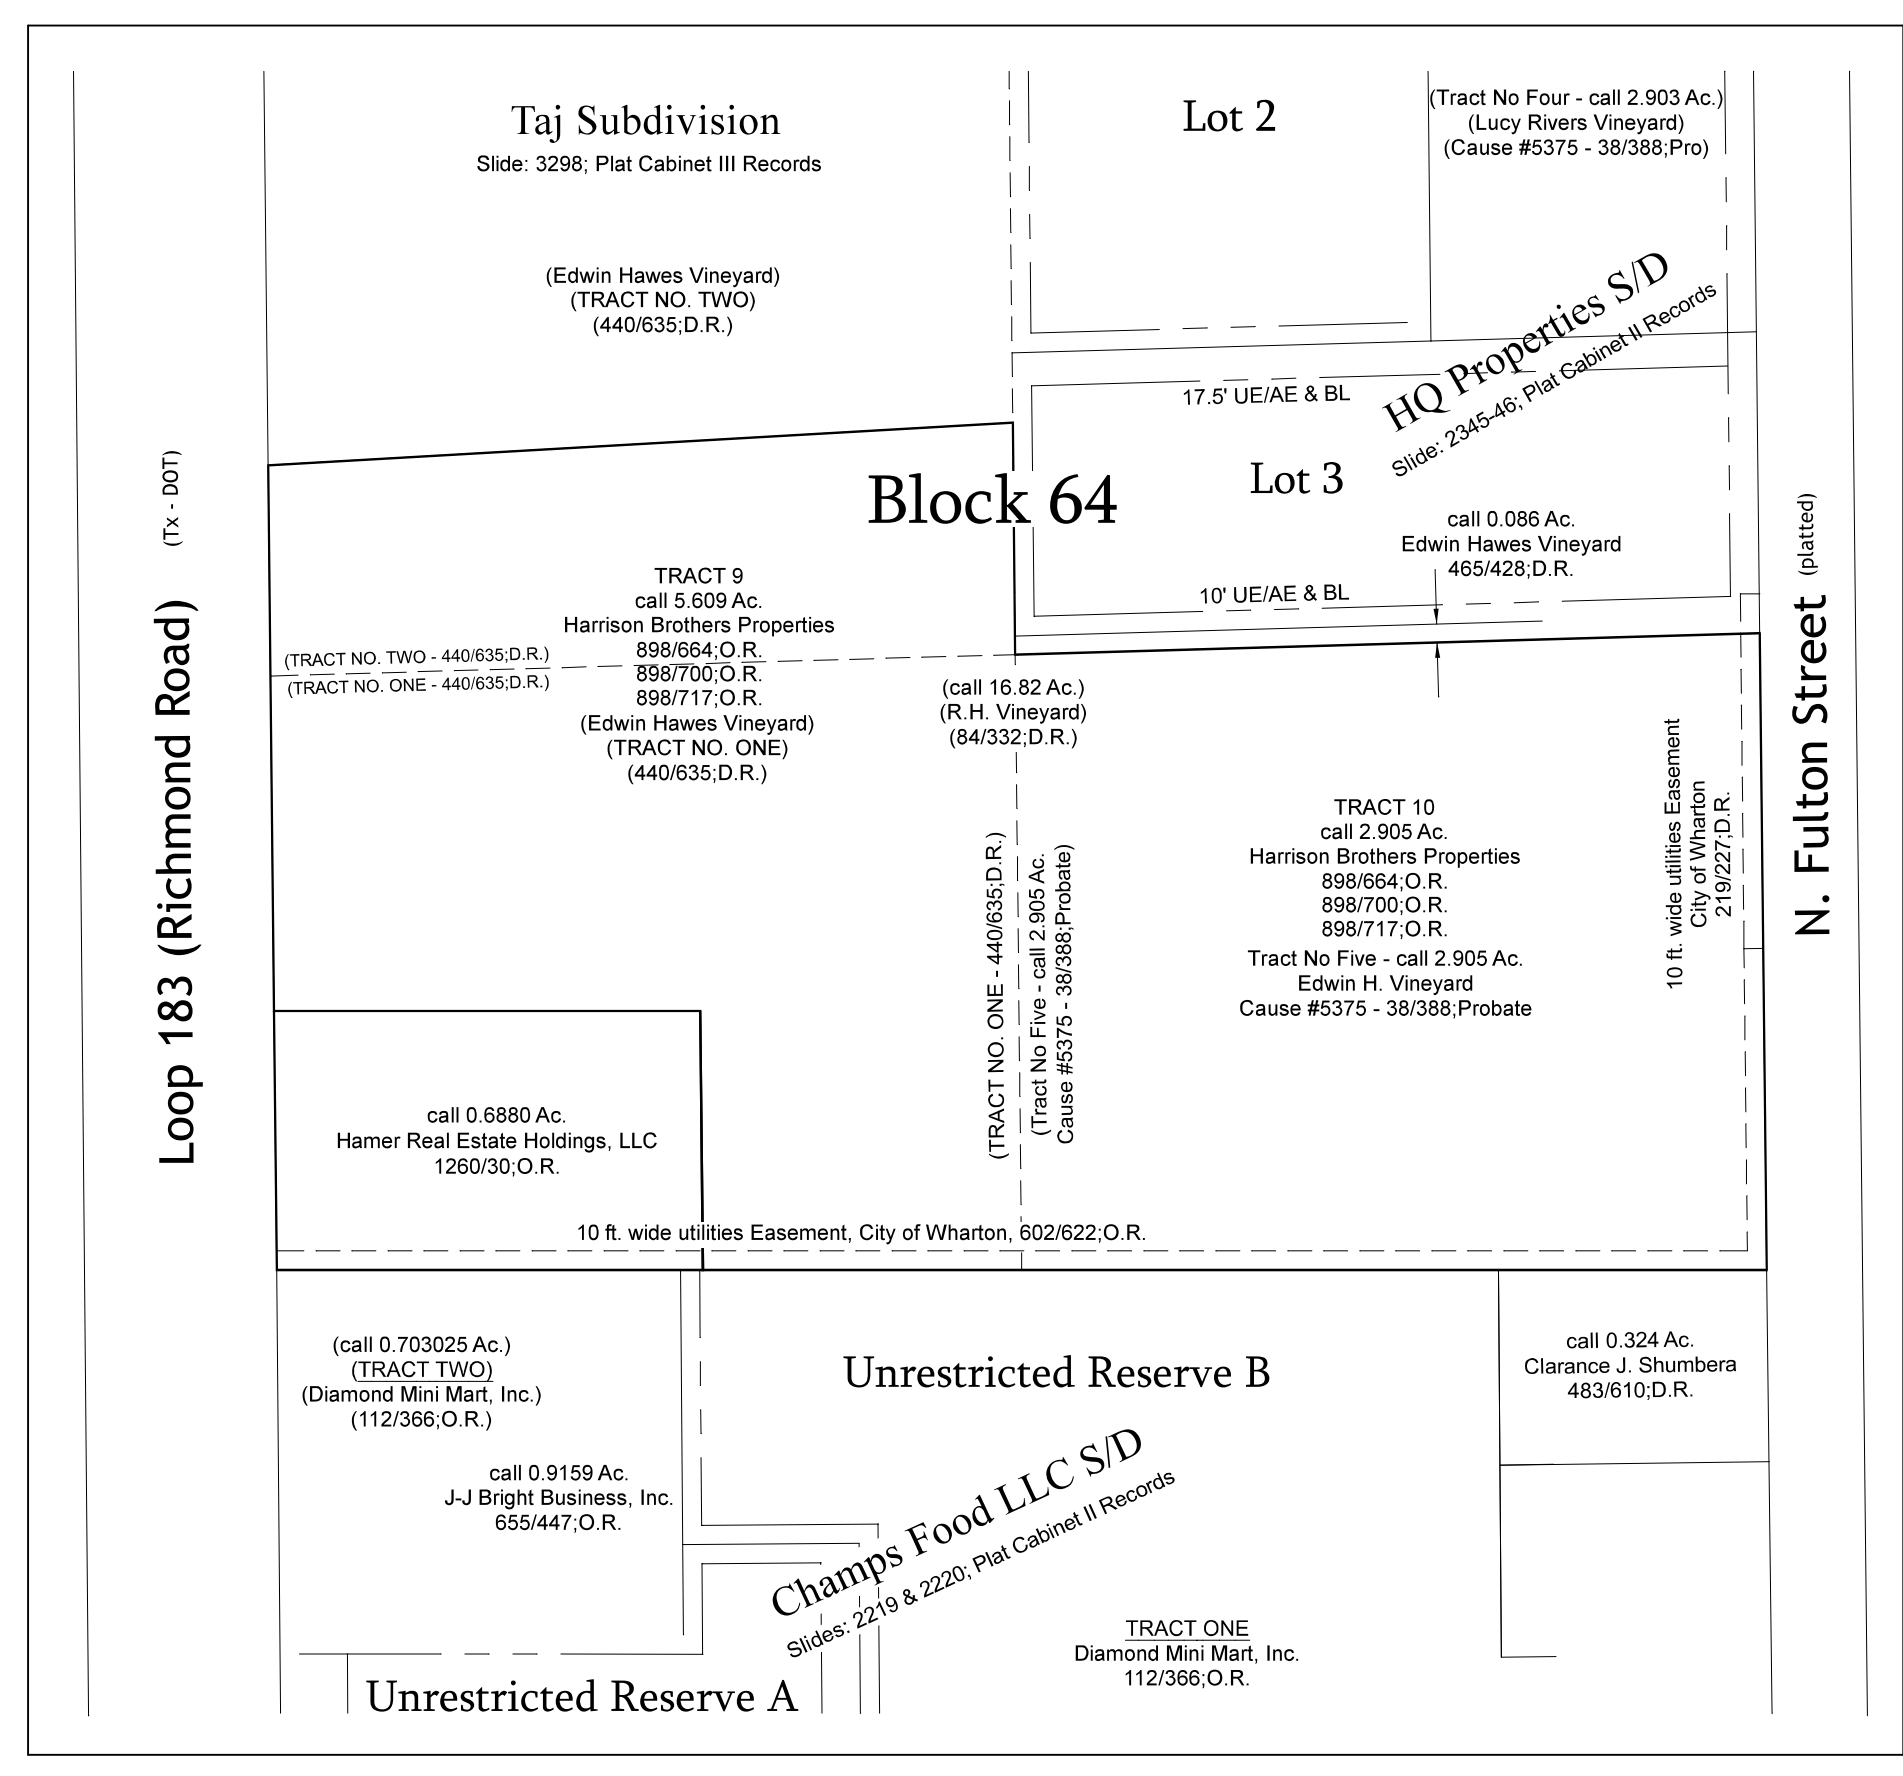 Taj Subdivision
Slide: 3298; Plat Cabinet III Records
Lot 2
(Tract No Four - call 2.903 Ac.)
(Lucy Rivers Vineyard)
(Cause #5375 - 38/388;Pro)
(Edwin Hawes Vineyard)
(TRACT NO. TWO)
(440/635;D.R.)
HQ Properties S/D
Slide: 2345-46; Plat Cabinet II Records
17.5' UE/AE & BL
Block 64
Lot 3
call 0.086 Ac.
Edwin Hawes Vineyard
465/428;D.R.
10' UE/AE & BL
Loop 183 (Richmond Road) (Tx - DOT)
N. Fulton Street (platted)
TRACT 9
call 5.609 Ac.
Harrison Brothers Properties
898/664;O.R.
898/700;O.R.
898/717;O.R.
(Edwin Hawes Vineyard)
(TRACT NO. ONE)
(440/635;D.R.)
(TRACT NO. TWO - 440/635;D.R.)
(TRACT NO. ONE - 440/635;D.R.)
(call 16.82 Ac.)
(R.H. Vineyard)
(84/332;D.R.)
(TRACT NO. ONE - 440/635;D.R.)
(Tract No Five - call 2.905 Ac.
Cause #5375 - 38/388;Probate)
TRACT 10
call 2.905 Ac.
Harrison Brothers Properties
898/664;O.R.
898/700;O.R.
898/717;O.R.
Tract No Five - call 2.905 Ac.
Edwin H. Vineyard
Cause #5375 - 38/388;Probate
10 ft. wide utilities Easement
City of Wharton
219/227;D.R.
call 0.6880 Ac.
Hamer Real Estate Holdings, LLC
1260/30;O.R.
10 ft. wide utilities Easement, City of Wharton, 602/622;O.R.
(call 0.703025 Ac.)
(TRACT TWO)
(Diamond Mini Mart, Inc.)
(112/366;O.R.)
call 0.9159 Ac.
J-J Bright Business, Inc.
655/447;O.R.
Unrestricted Reserve B
call 0.324 Ac.
Clarance J. Shumbera
483/610;D.R.
Champs Food LLC S/D
Slides: 2219 & 2220; Plat Cabinet II Records
TRACT ONE
Diamond Mini Mart, Inc.
112/366;O.R.
Unrestricted Reserve A